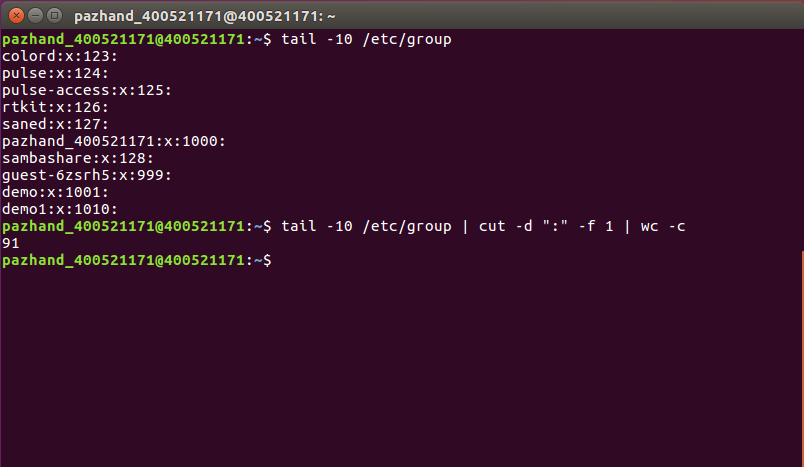 pazhand_400521171@400521171: ~
pazhand_400521171@400521171:~$ tail -10 /etc/group
colord:x:123:
pulse:x:124:
pulse-access:x:125:
rtkit:x:126:
saned:x:127:
pazhand_400521171:x:1000:
sambashare:x:128:
guest-6zsrh5:x:999:
demo:x:1001:
demo1:x:1010:
pazhand_400521171@400521171:~$ tail -10 /etc/group | cut -d ":" -f 1 | wc -c
91
pazhand_400521171@400521171:~$